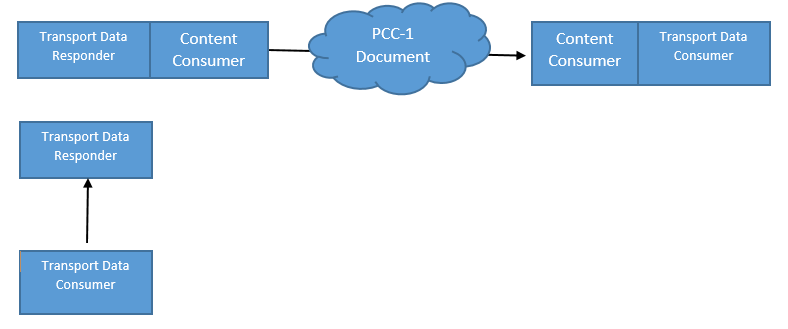 Transport Data
Responder
Content
Consumer
PCC-1
Document
Content
Consumer
Transport Data
Consumer
Transport Data
Responder
Transport Data
Consumer